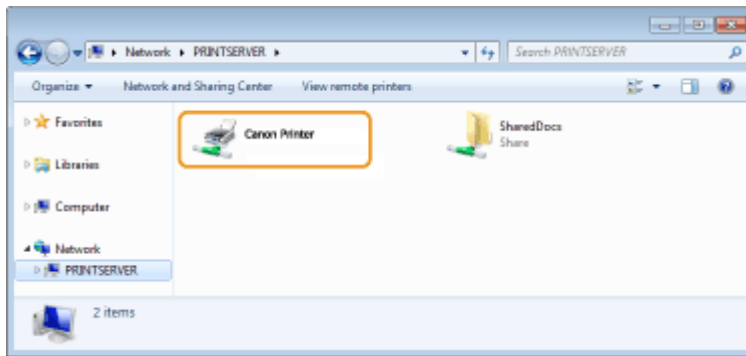 Network ▸ PRINTSERVER ▸ Search PRINTSERVER
Organize Network and Sharing Center View remote printers
Favorites
Libraries
Computer
Network
PRINTSERVER
Canon Printer
SharedDocs
Share
2 items